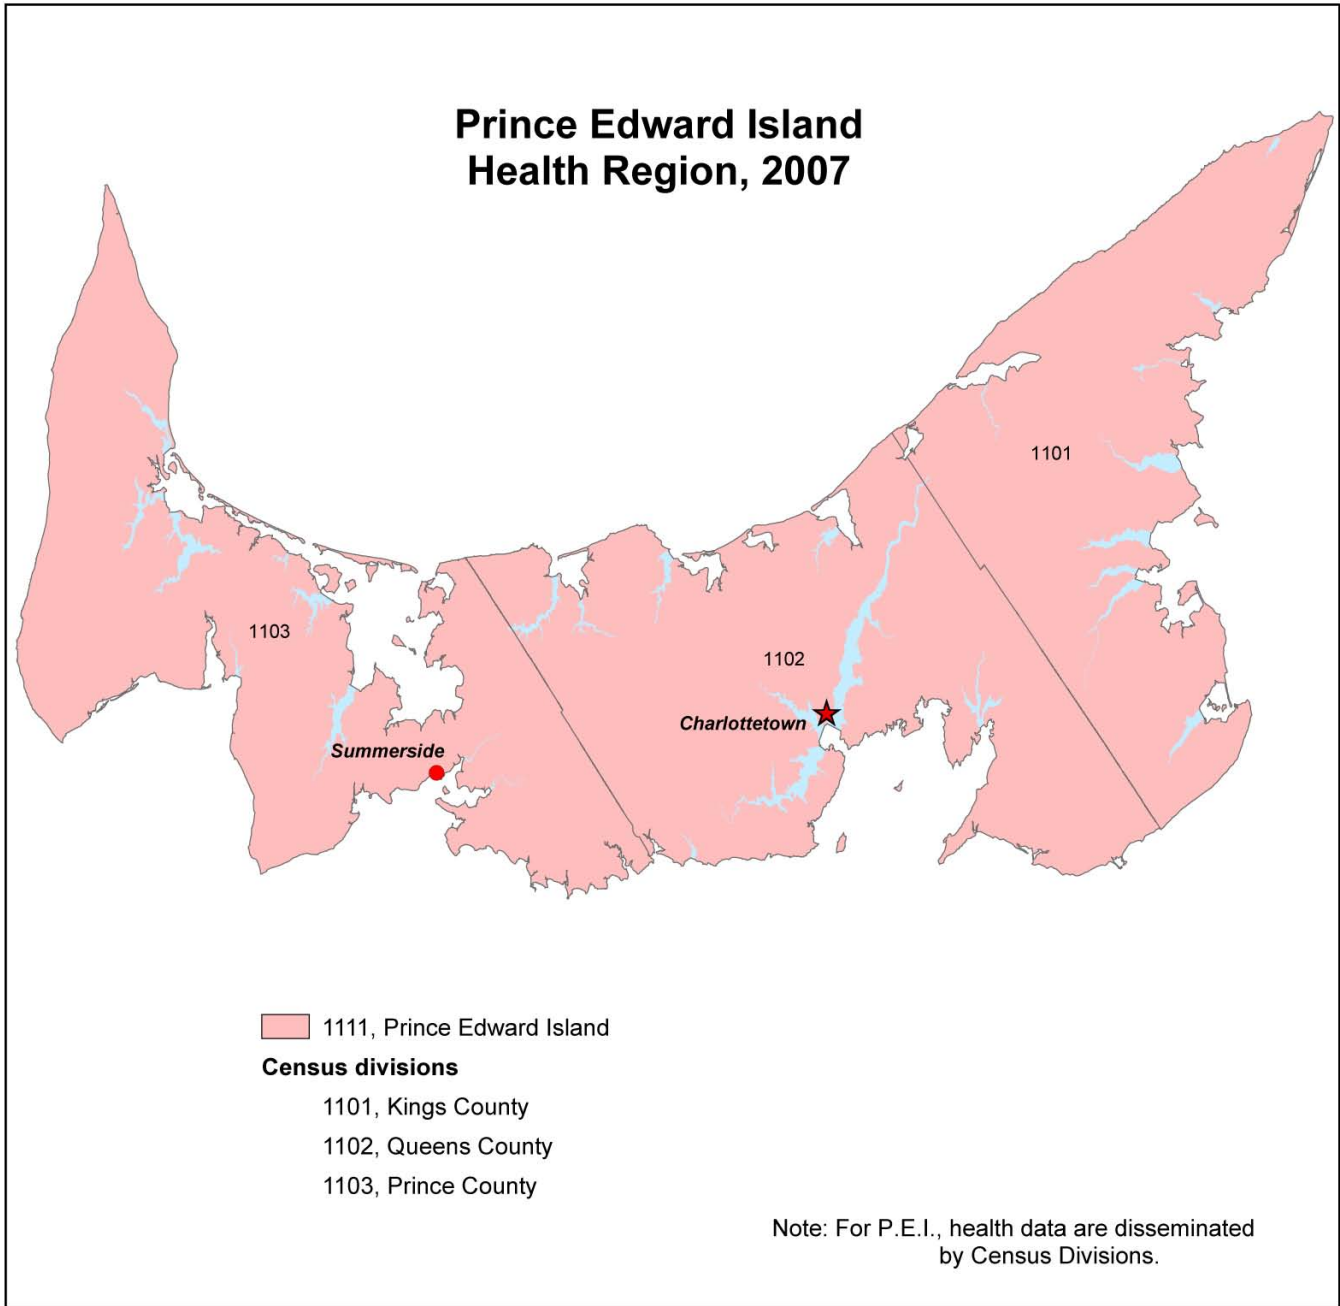 Prince Edward Island
Health Region, 2007
1101
1103
1102
Charlottetown
Summerside
1111, Prince Edward Island
Census divisions
1101, Kings County
1102, Queens County
1103, Prince County
Note: For P.E.I., health data are disseminated
by Census Divisions.